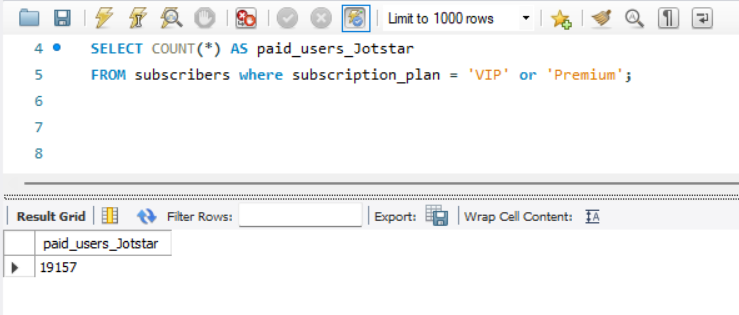 Limit to 1000 rows
4 SELECT COUNT(*) AS paid_users_Jotstar
5 FROM subscribers where subscription_plan = 'VIP' or 'Premium';
6
7
8
Result Grid Filter Rows: Export: Wrap Cell Content: IA
paid_users_Jotstar
19157